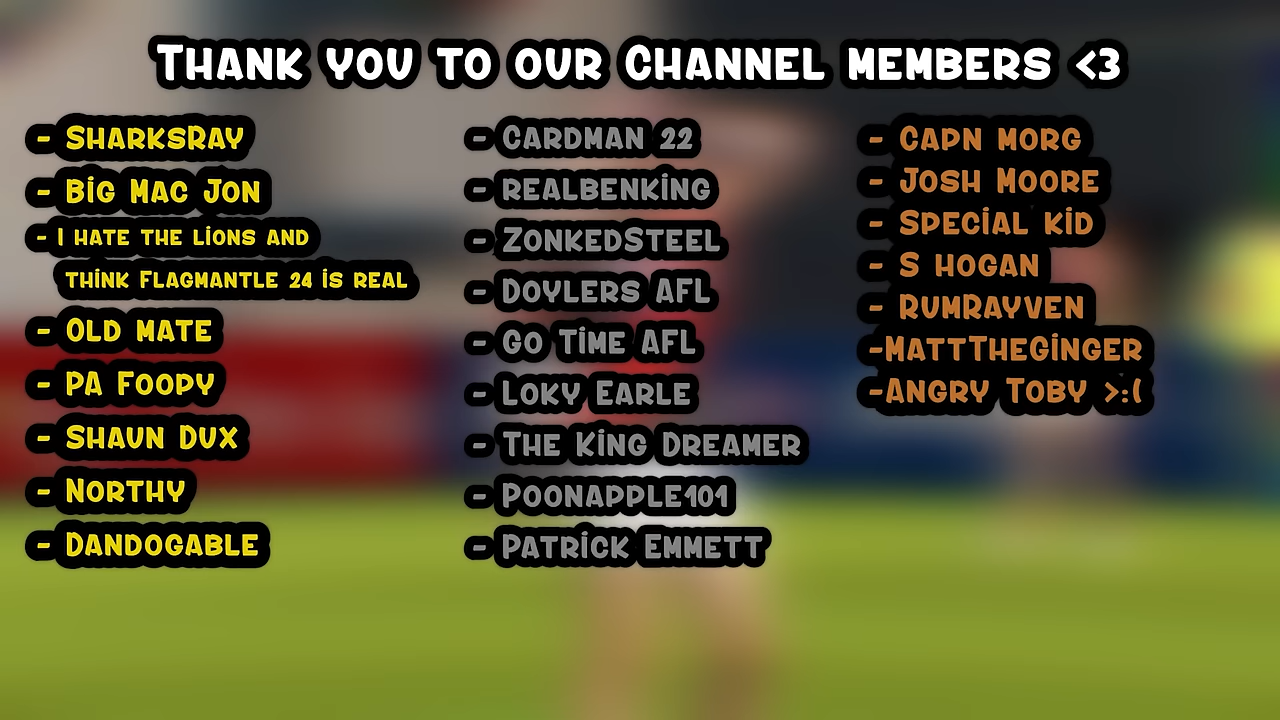 Thank you to our Channel members <3
- SharksRay
- Big Mac Jon
- I hate the lions and
think Flagmantle 24 is real
- Old mate
- PA Foopy
- Shaun Dux
- Northy
- Dandogable
- Cardman 22
- realbenking
- ZonkedSteel
- Doylers AFL
- Go Time AFL
- Loky Earle
- The King Dreamer
- Poonapple101
- Patrick Emmett
- Capn morg
- Josh Moore
- Special kid
- S hogan
- RumRayven
-MattTheGinger
-Angry Toby >:(